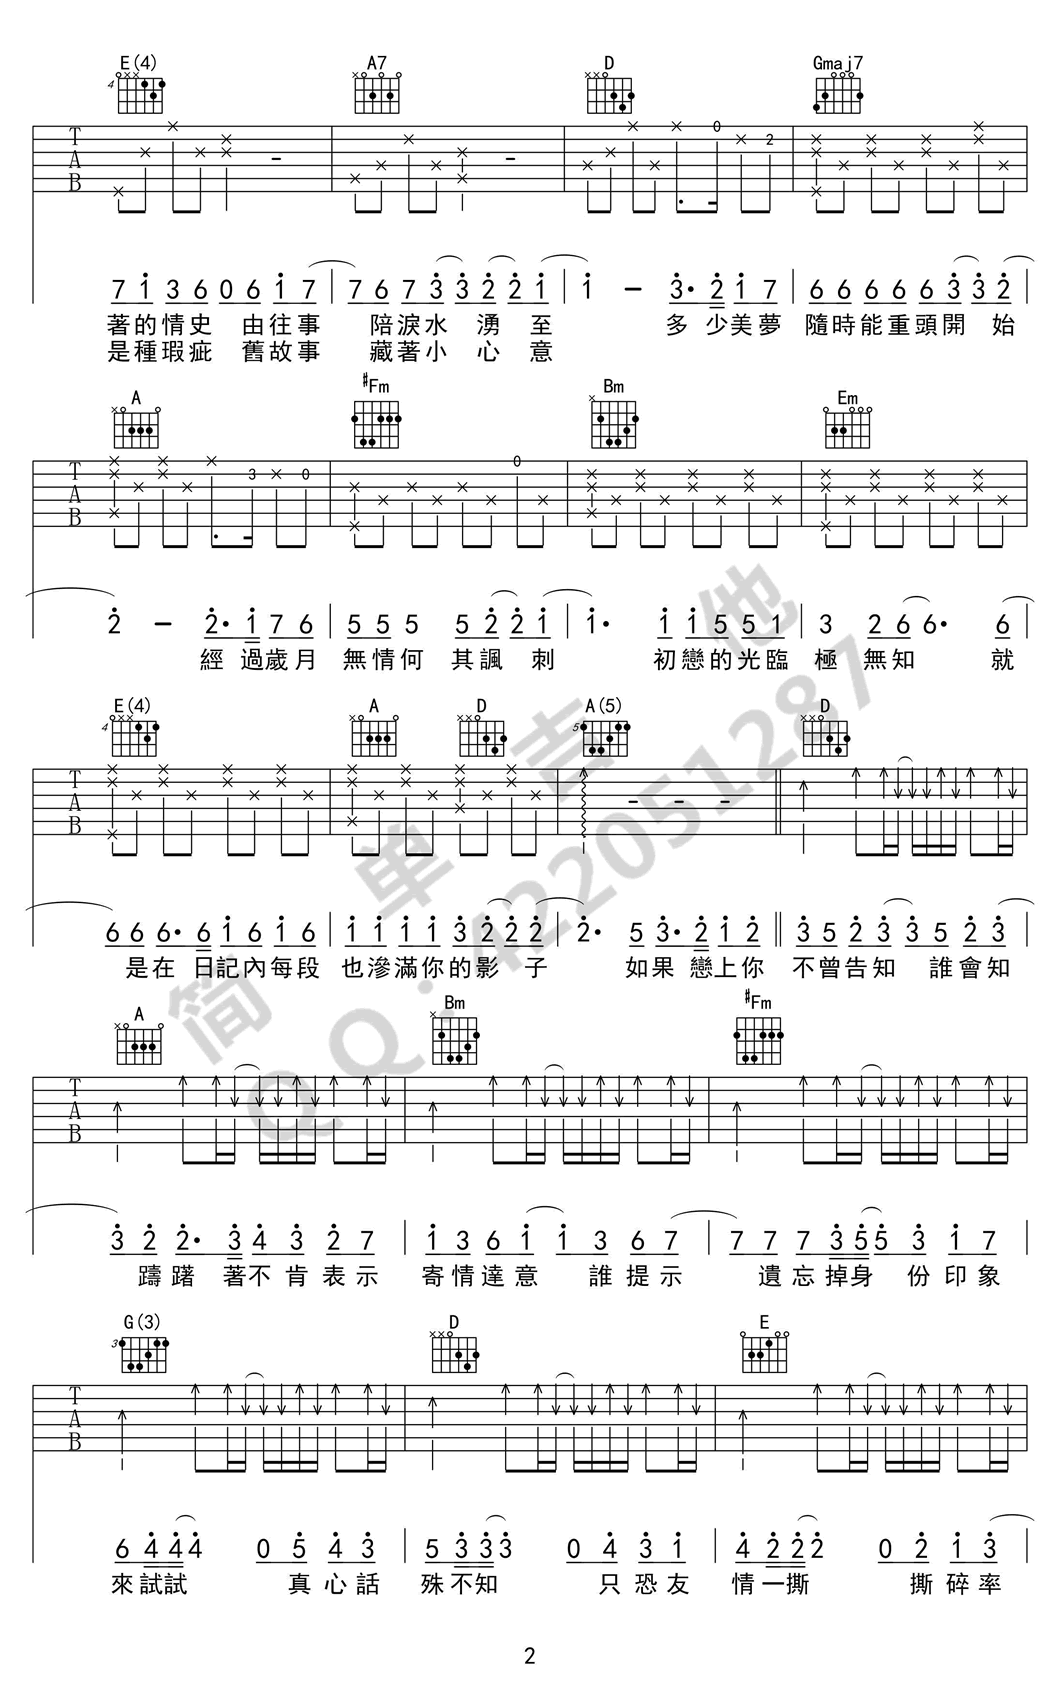 E(4) A7 D Gmaj7
4
T
A
B
0 2
7 1 3 6 0 6 1 7 | 7 6 7 3 3 2 2 1 | 1 – 3· 2 1 7 | 6 6 6 6 6 3 3 2
著的情史 由往事 陪淚水 湧 至 多 少美夢 隨時能重頭開 始
是種瑕疵 舊故事 藏著小 心 意
A #Fm Bm Em
T
A
B
3 0 0
2 – 2· 1 7 6 | 5 5 5 5 2 2 1 | 1· 1 1 5 5 1 | 3 2 6 6· 6
經 過歲月 無情何 其諷 刺 初戀的光臨 極 無知 就
E(4) A D A(5) D
4 5
T
A
B
6 6 6· 6 1 6 1 6 | 1 1 1 1 3 2 2 2 | 2· 5 3· 2 1 2 || 3 5 2 3 3 5 2 3
是在 日記內每段 也滲滿你的影 子 如果 戀上你 不曾告知 誰會知
A Bm #Fm
T
A
B
3 2 2· 3 4 3 2 7 | 1 3 6 1 1 3 6 7 | 7 7 7 3 5 5 3 1 7
躊 躇 著不 肯 表 示 寄情達意 誰提示 遺忘掉身 份印象
G(3) D E
3
T
A
B
6 4 4 4 0 5 4 3 | 5 3 3 3 0 4 3 1 | 4 2 2 2 0 2 1 3
來試試 真心話 殊不知 只恐友 情一撕 撕碎率
简单吉他
QQ:422051287
2